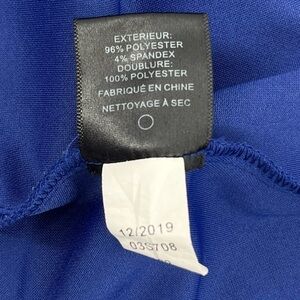 EXTERIEUR:
96% POLYESTER
4% SPANDEX
DOUBLURE:
100% POLYESTER
FABRIQUÉ EN CHINE
NETTOYAGE À SEC
12/2019
03S708